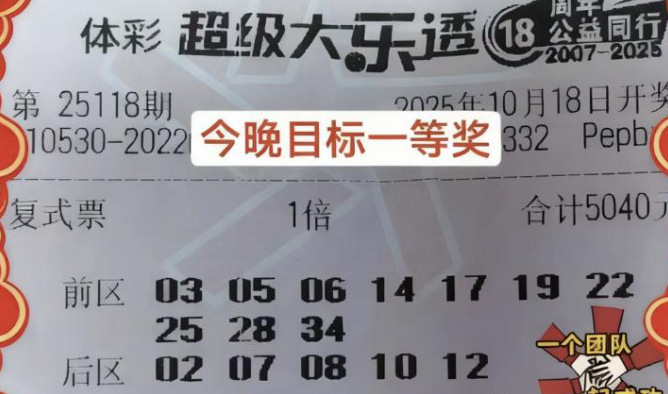 体彩 超级大乐透 18 周年
公益同行
2007-2025
第 25118期 2025年10月18日开奖
10530-2022 332 Pepb
今晚目标一等奖
复式票 1倍 合计5040元
前区 03 05 06 14 17 19 22
25 28 34
后区 02 07 08 10 12
一个团队